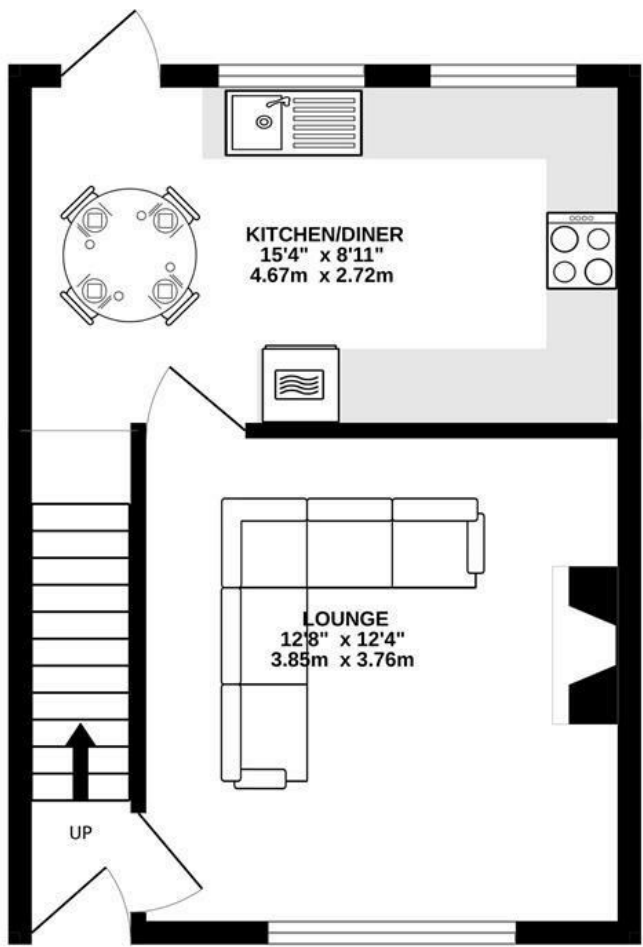 KITCHEN/DINER
15'4" x 8'11"
4.67m x 2.72m
LOUNGE
12'8" x 12'4"
3.85m x 3.76m
UP